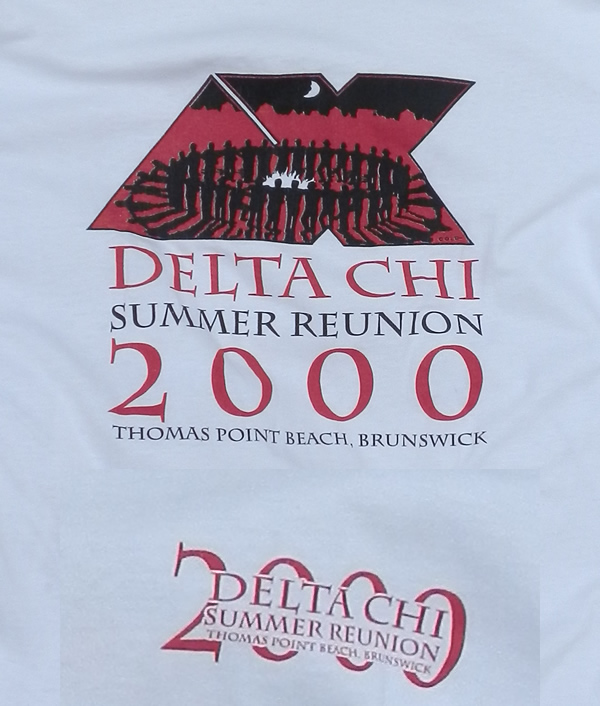 DELTA CHI
SUMMER REUNION
2000
THOMAS POINT BEACH, BRUNSWICK
2000
DELTA CHI
SUMMER REUNION
THOMAS POINT BEACH, BRUNSWICK